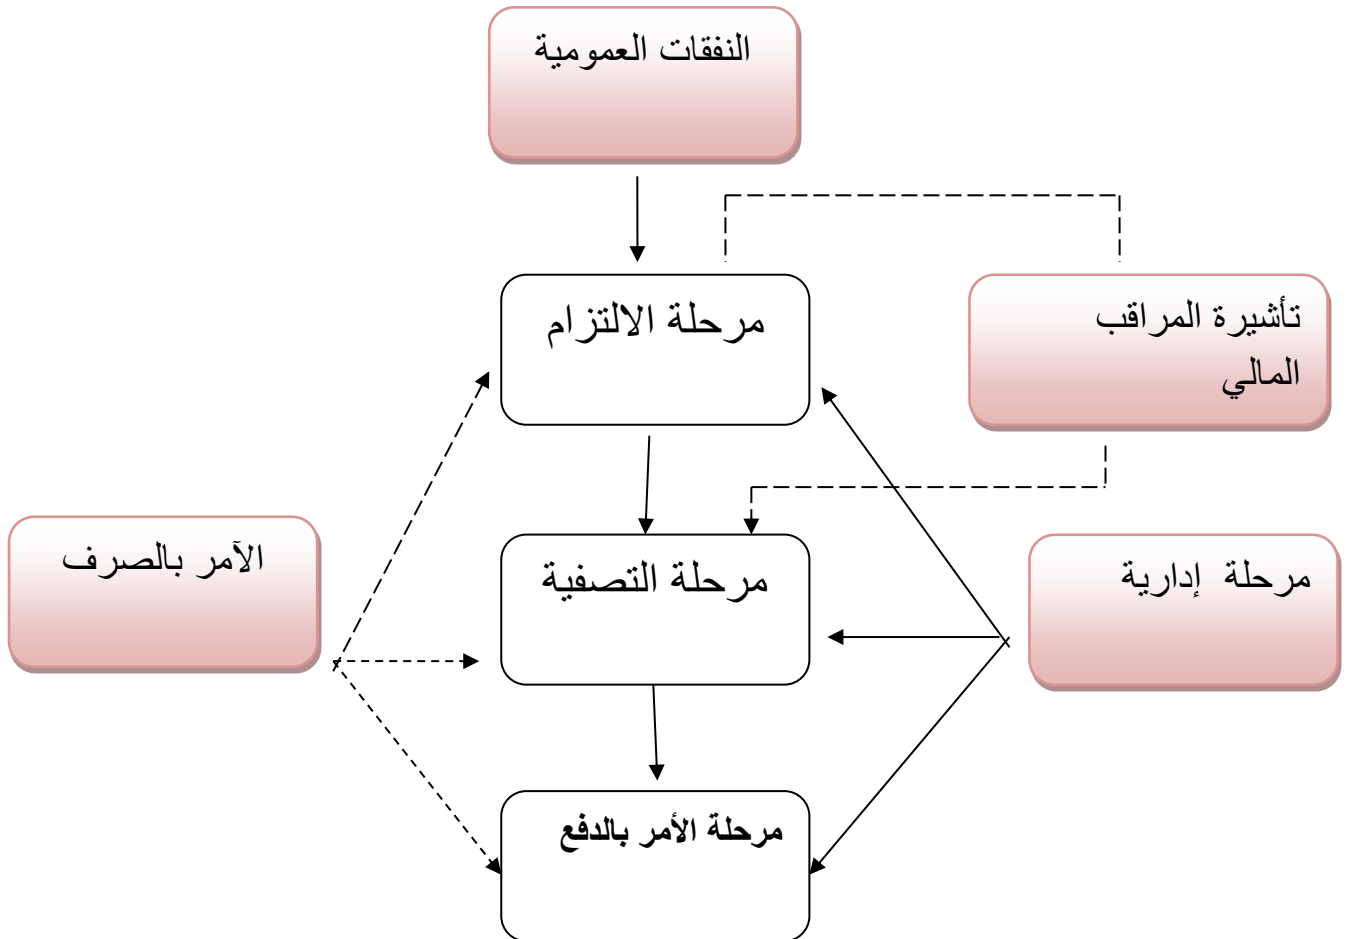 النفقات العمومية
مرحلة الالتزام
تأشيرة المراقب
المالي
الآمر بالصرف
مرحلة التصفية
مرحلة إدارية
مرحلة الأمر بالدفع